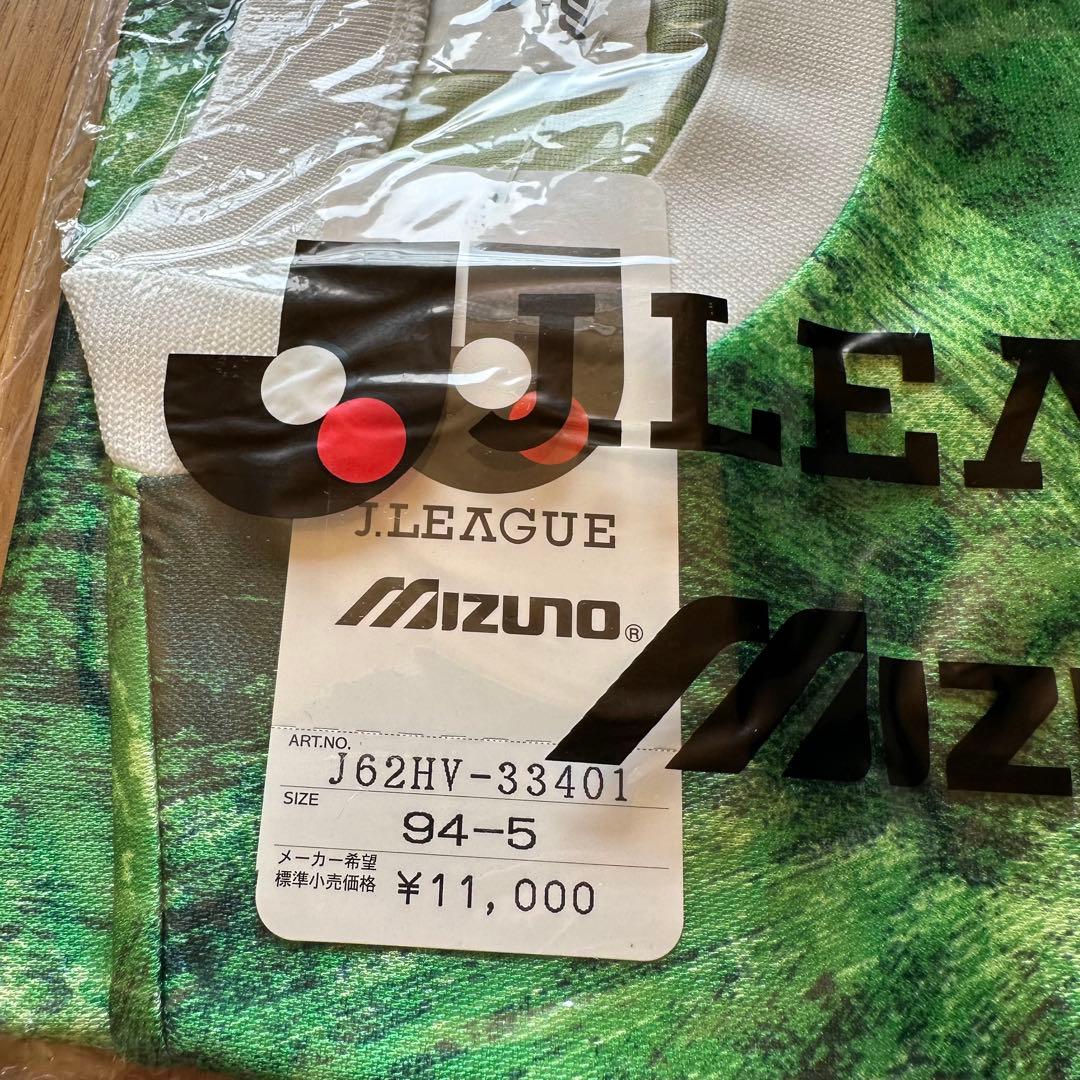 J.LEA
J.LEAGUE
MIZUNO®
MIZ
ART.NO.
J62HV-33401
SIZE
94-5
メーカー希望
標準小売価格 ¥11,000